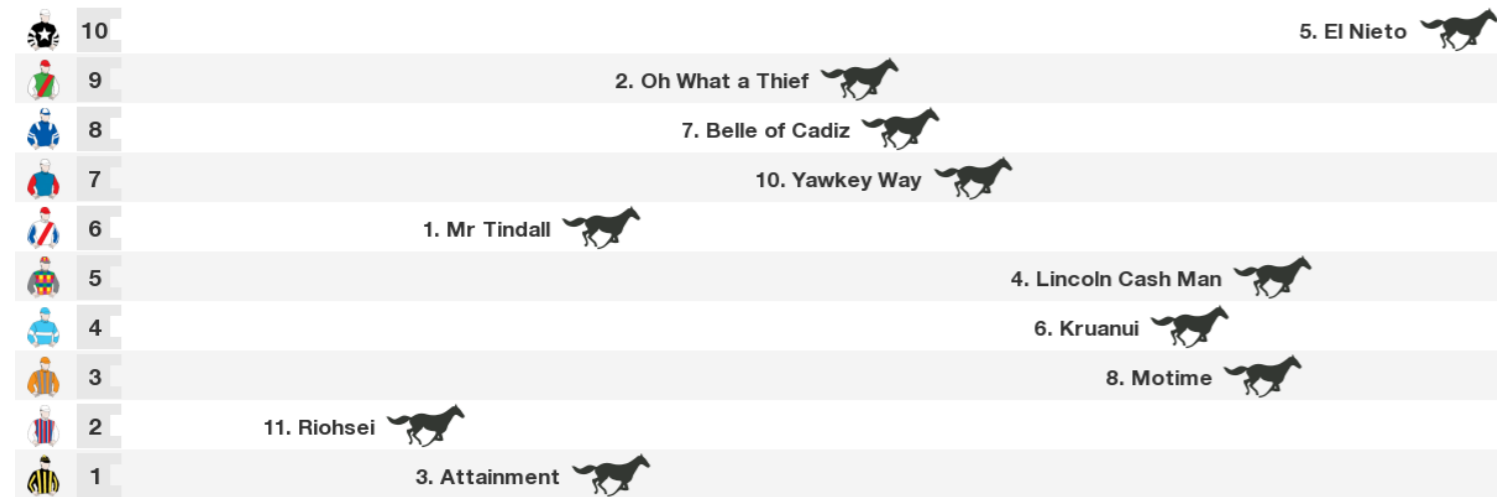 10 5. El Nieto
9 2. Oh What a Thief
8 7. Belle of Cadiz
7 10. Yawkey Way
6 1. Mr Tindall
5 4. Lincoln Cash Man
4 6. Kruanui
3 8. Motime
2 11. Riohsei
1 3. Attainment